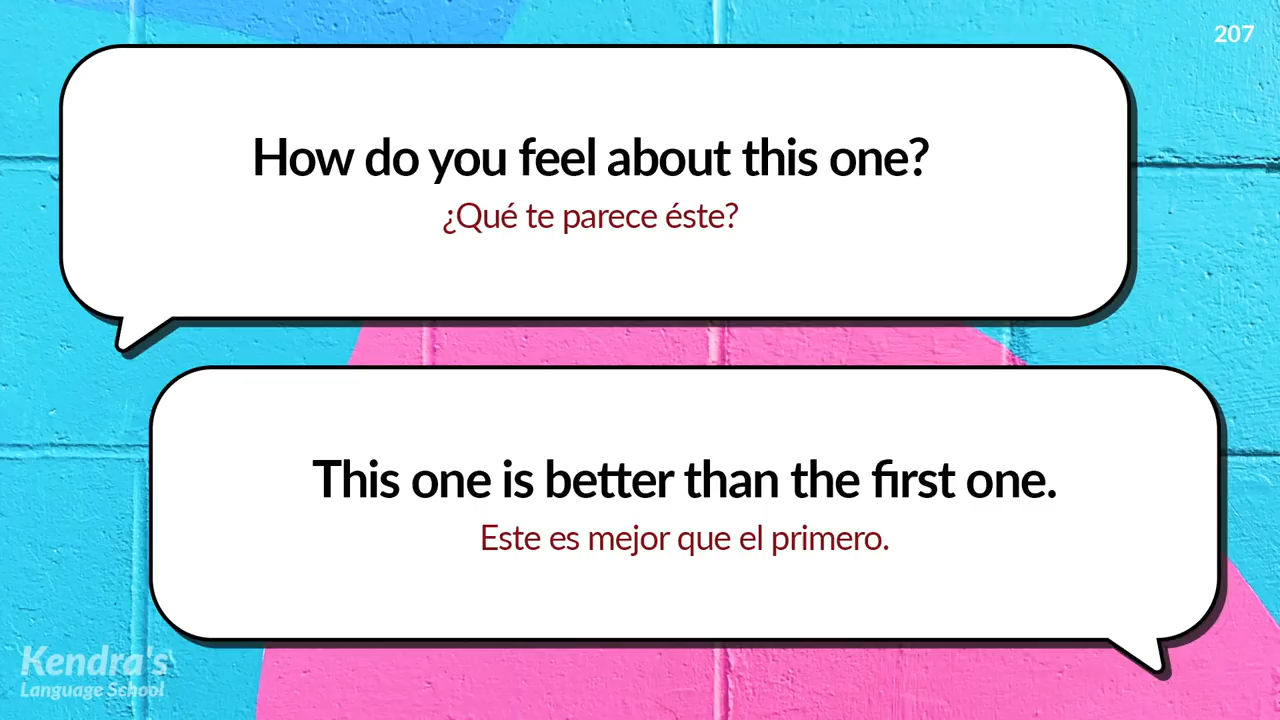 207
How do you feel about this one?
¿Qué te parece éste?
This one is better than the first one.
Este es mejor que el primero.
Kendra's
Language School